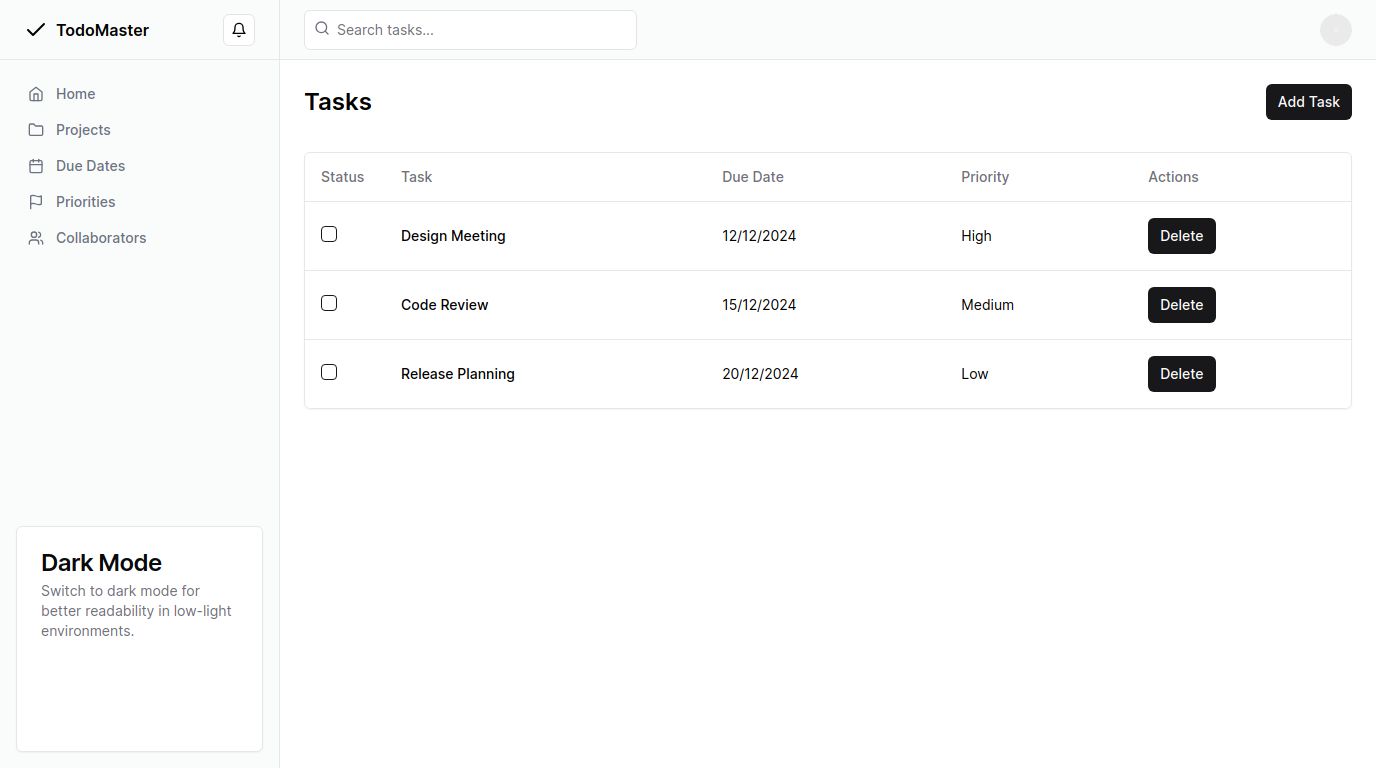 TodoMaster
Search tasks...
Home
Projects
Due Dates
Priorities
Collaborators
Dark Mode
Switch to dark mode for
better readability in low-light
environments.
Tasks
Add Task
Status Task Due Date Priority Actions
Design Meeting 12/12/2024 High Delete
Code Review 15/12/2024 Medium Delete
Release Planning 20/12/2024 Low Delete